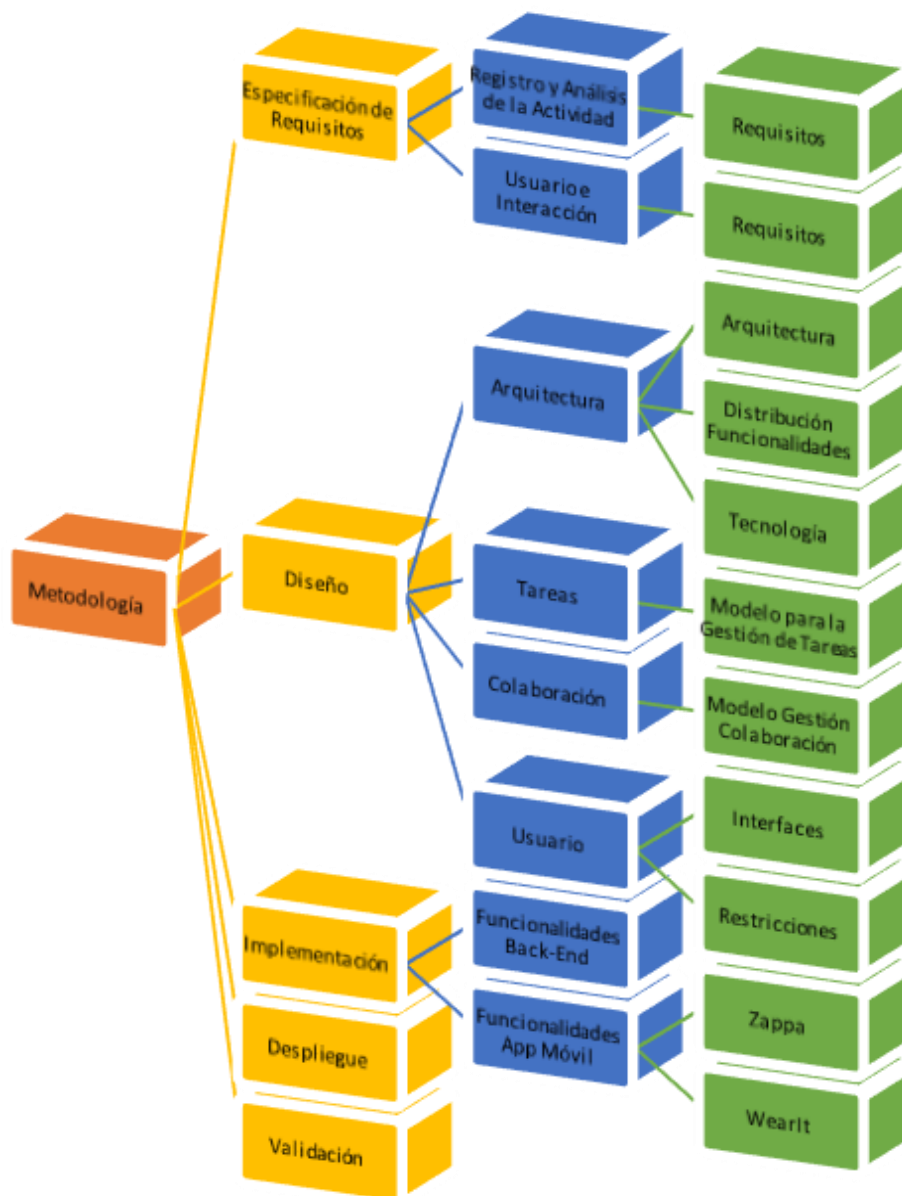 Metodología
Especificación de
Requisitos
Diseño
Implementación
Despliegue
Validación
Registro y Análisis
de la Actividad
Usuario e
Interacción
Arquitectura
Tareas
Colaboración
Usuario
Funcionalidades
Back-End
Funcionalidades
App Móvil
Requisitos
Requisitos
Arquitectura
Distribución
Funcionalidades
Tecnología
Modelo para la
Gestión de Tareas
Modelo Gestión
Colaboración
Interfaces
Restricciones
Zappa
WearIt